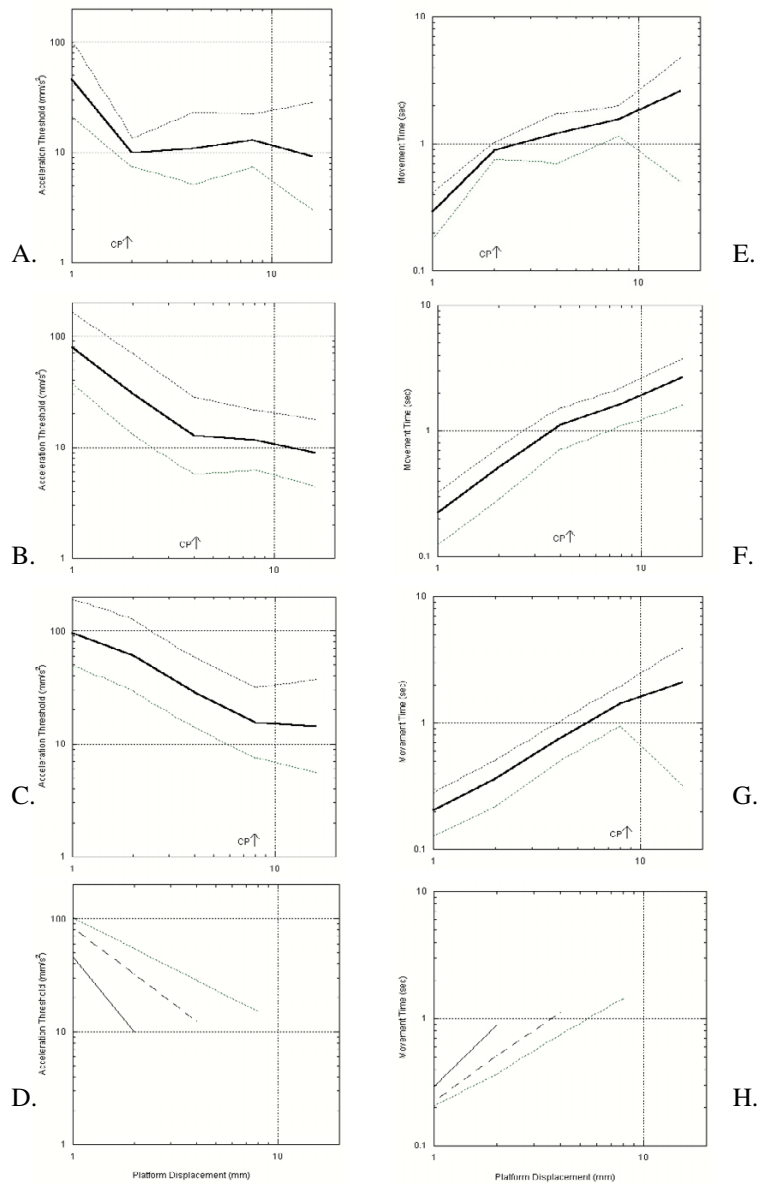 A.
Acceleration Threshold (mm/s²)
100
10
1
1
10
CP↑
E.
Movement Time (sec)
10
1
0.1
1
10
CP↑
B.
Acceleration Threshold (mm/s²)
100
10
1
1
10
CP↑
F.
Movement Time (sec)
10
1
0.1
1
10
CP↑
C.
Acceleration Threshold (mm/s²)
100
10
1
1
10
CP↑
G.
Movement Time (sec)
10
1
0.1
1
10
CP↑
D.
Acceleration Threshold (mm/s²)
100
10
1
1
10
Platform Displacement (mm)
H.
Movement Time (sec)
10
1
0.1
1
10
Platform Displacement (mm)